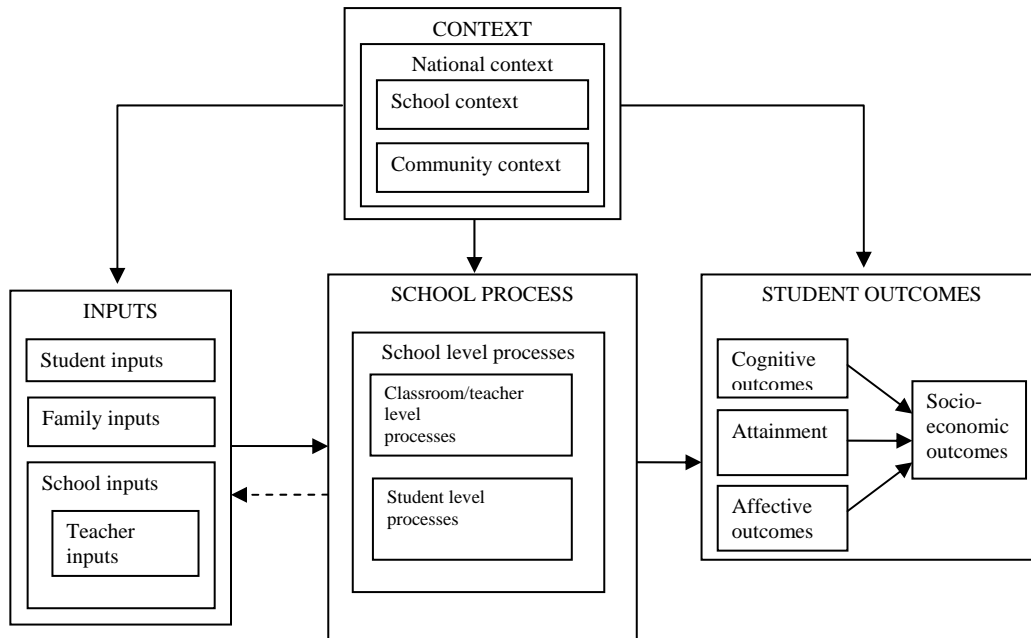 CONTEXT
National context
School context
Community context
INPUTS
Student inputs
Family inputs
School inputs
Teacher
inputs
SCHOOL PROCESS
School level processes
Classroom/teacher
level
processes
Student level
processes
STUDENT OUTCOMES
Cognitive
outcomes
Attainment
Affective
outcomes
Socio-
economic
outcomes